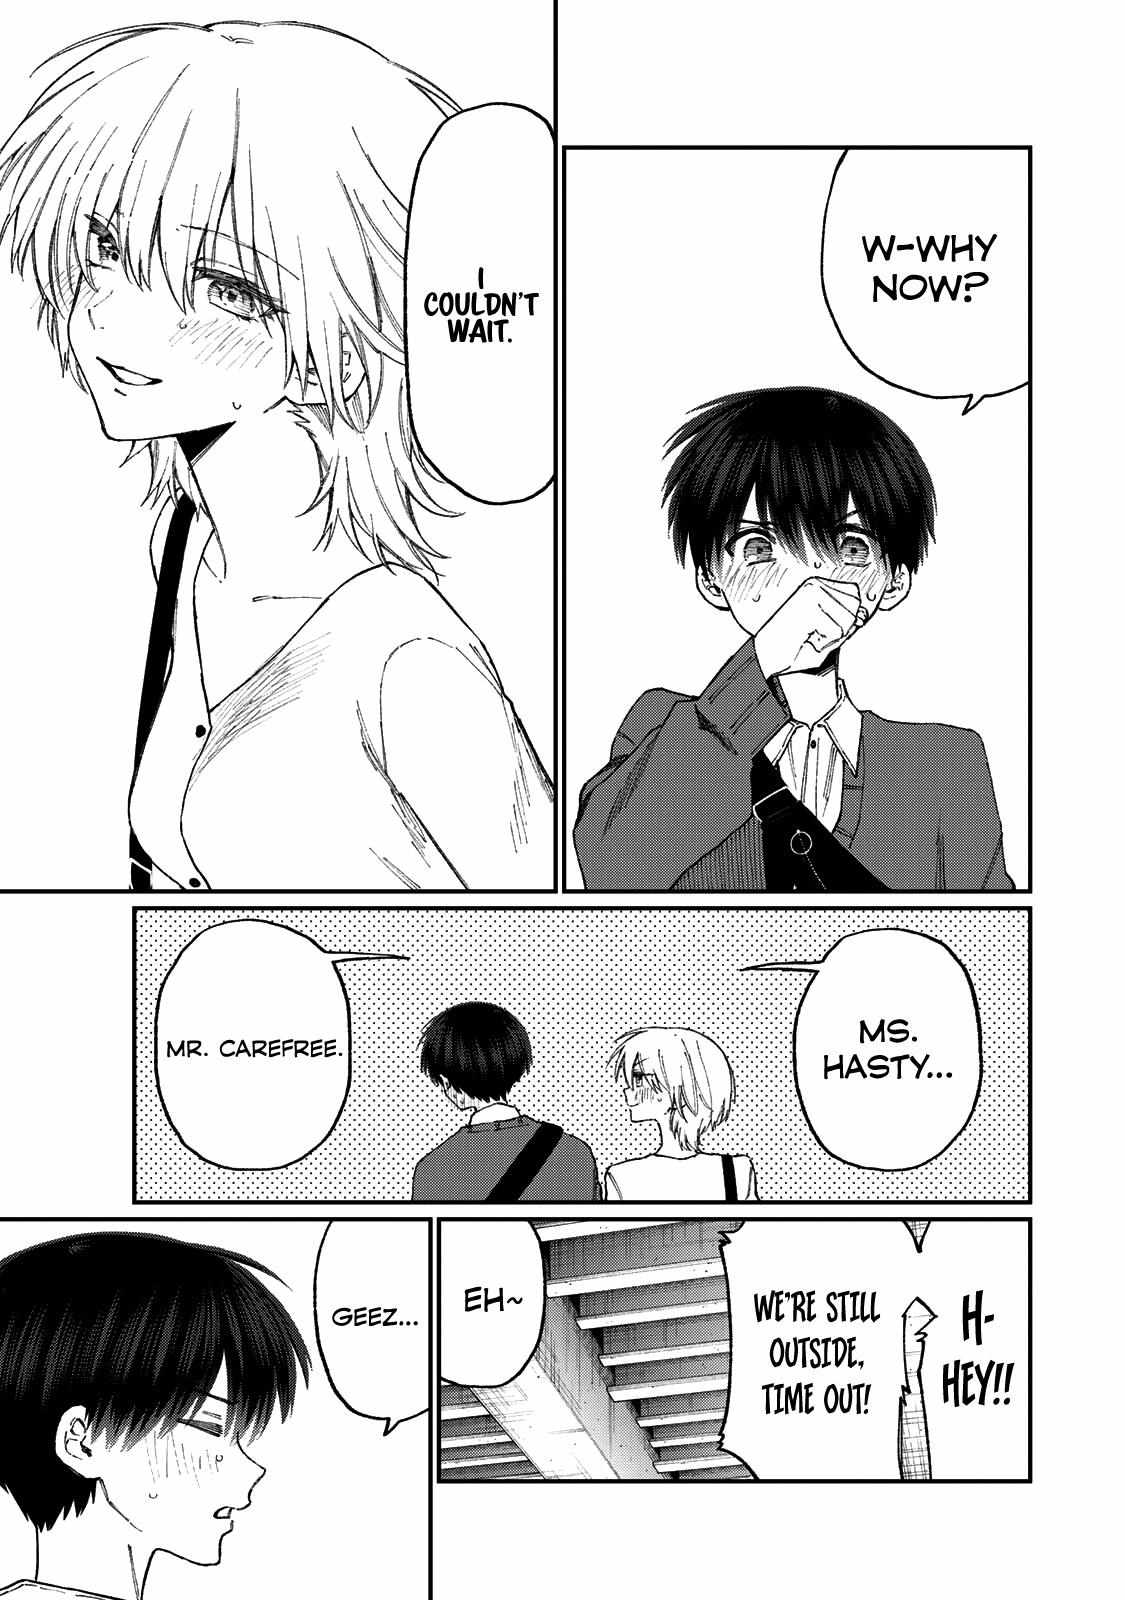 W-WHY
NOW?
I
COULDN'T
WAIT.
MS.
HASTY...
MR. CAREFREE.
H-
HEY!!
WE'RE STILL
OUTSIDE,
TIME OUT!
EH~
GEEZ...